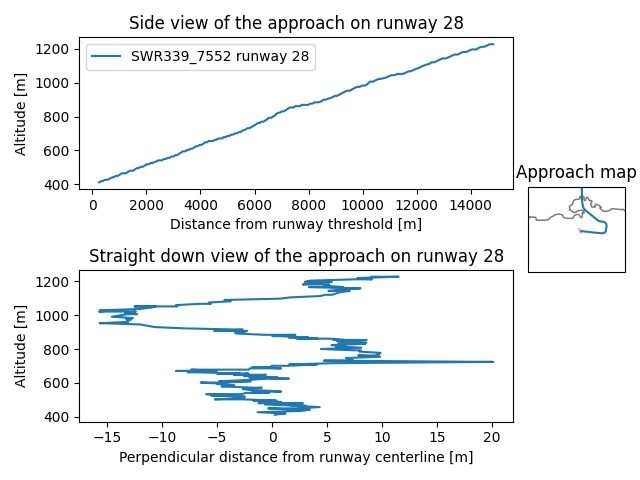 Side view of the approach on runway 28
1200
1000
800
600
400
Altitude [m]
SWR339_7552 runway 28
0 2000 4000 6000 8000 10000 12000 14000
Distance from runway threshold [m]
Approach map
Straight down view of the approach on runway 28
1200
1000
800
600
400
Altitude [m]
−15 −10 −5 0 5 10 15 20
Perpendicular distance from runway centerline [m]